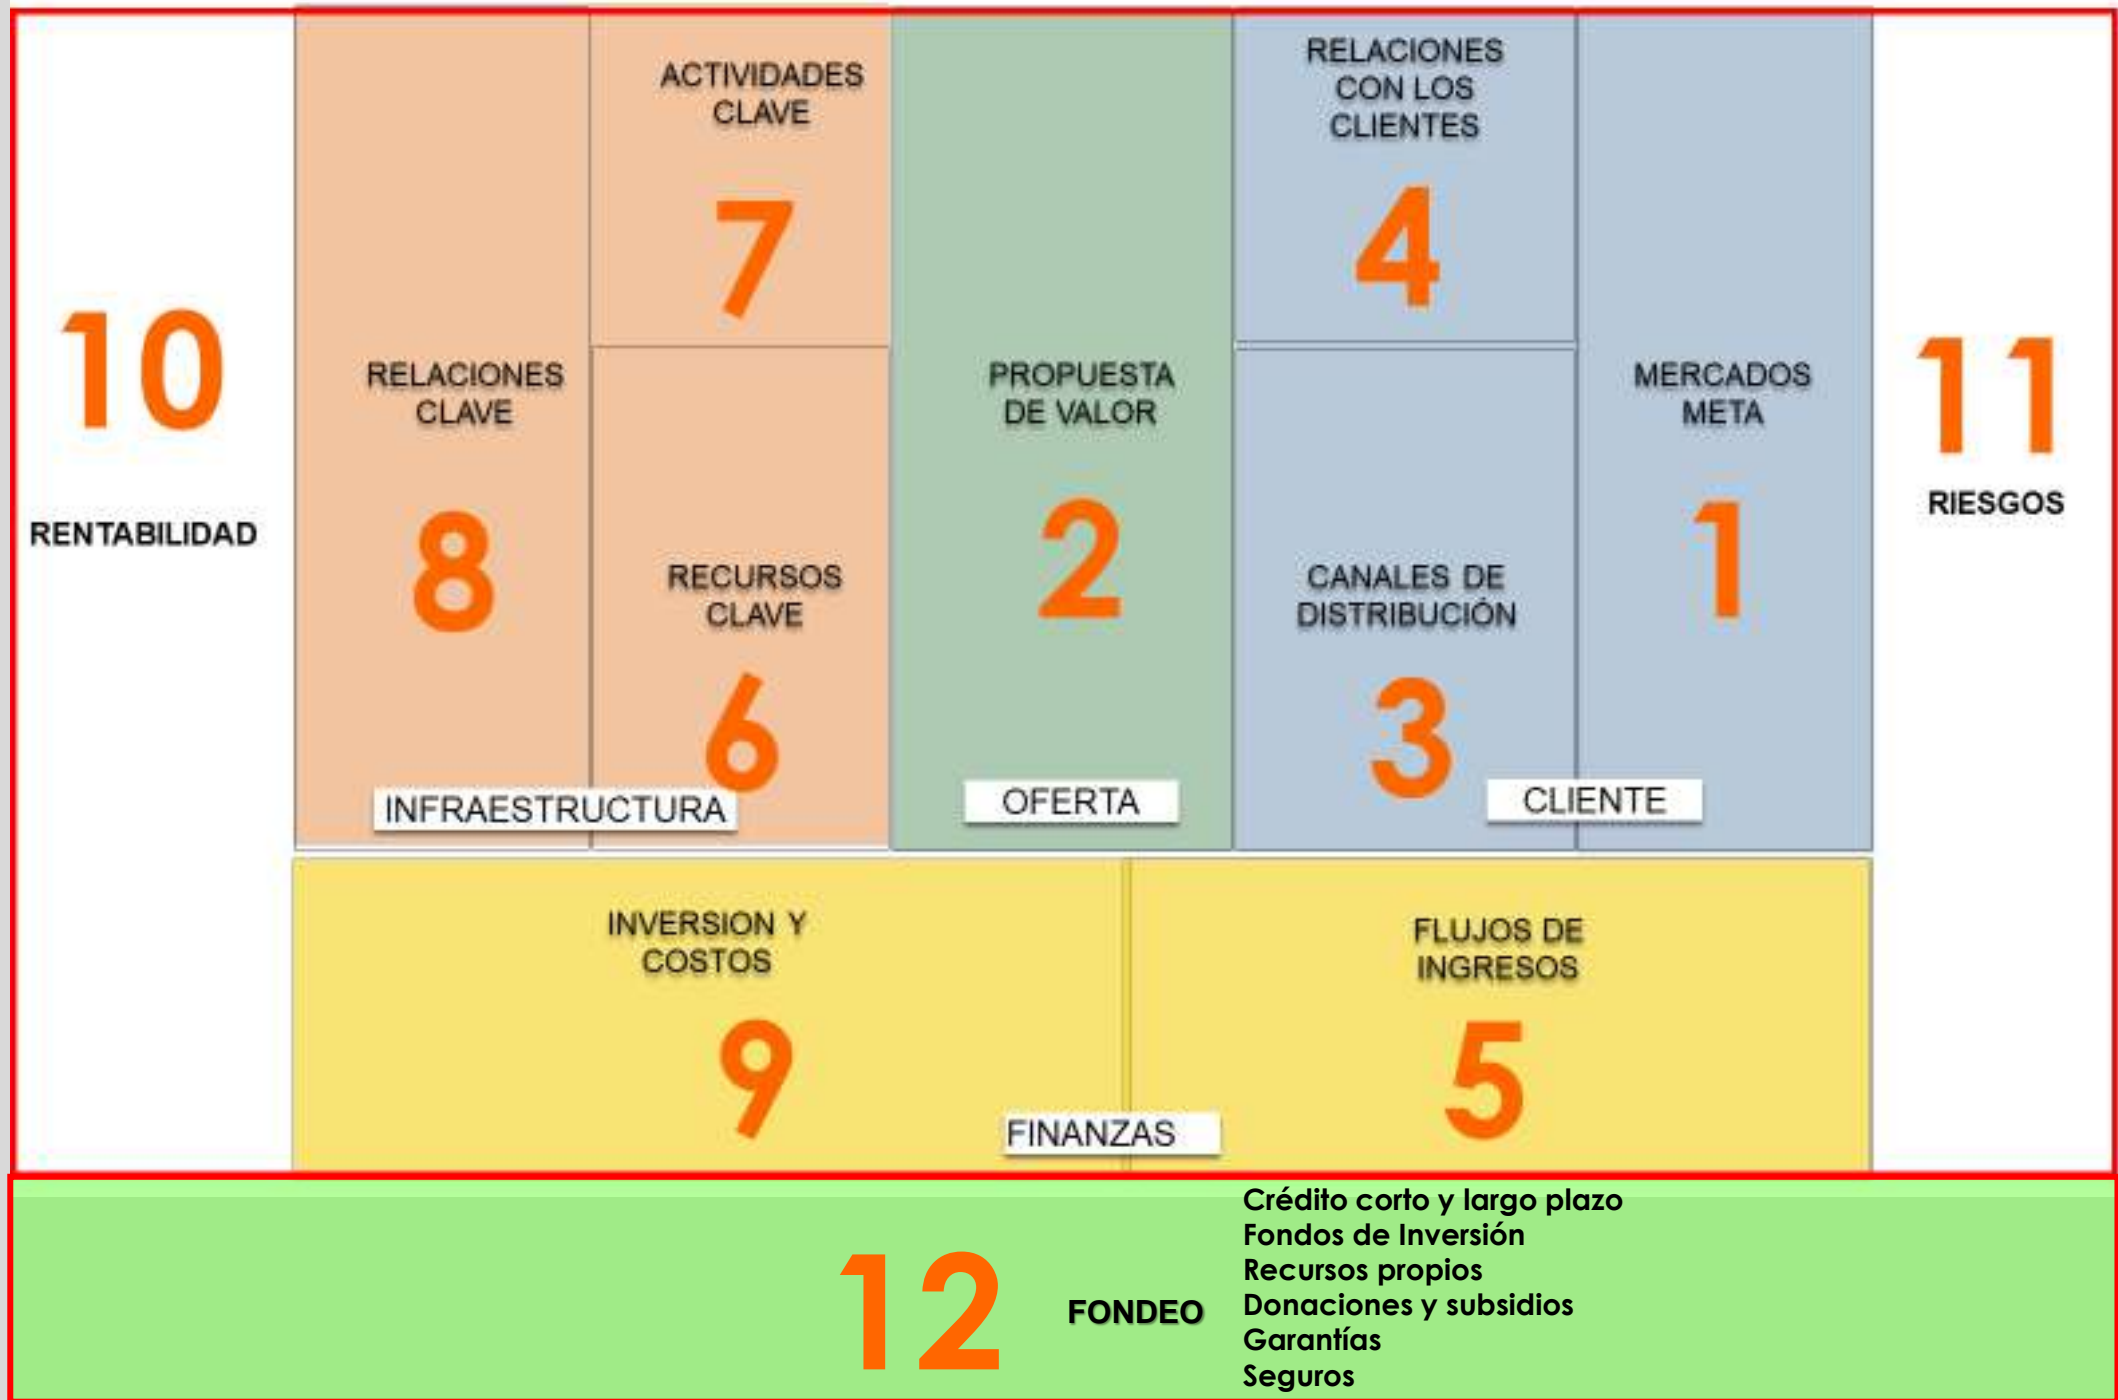 10
RENTABILIDAD
RELACIONES
CLAVE
8
ACTIVIDADES
CLAVE
7
RECURSOS
CLAVE
6
INFRAESTRUCTURA
PROPUESTA
DE VALOR
2
OFERTA
RELACIONES
CON LOS
CLIENTES
4
CANALES DE
DISTRIBUCIÓN
3
MERCADOS
META
1
CLIENTE
11
RIESGOS
INVERSION Y
COSTOS
9
FLUJOS DE
INGRESOS
5
FINANZAS
12
FONDEO
Crédito corto y largo plazo
Fondos de Inversión
Recursos propios
Donaciones y subsidios
Garantías
Seguros